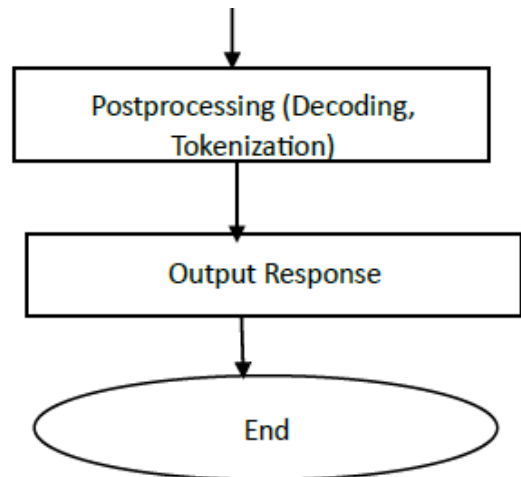 Postprocessing (Decoding,
Tokenization)
Output Response
End